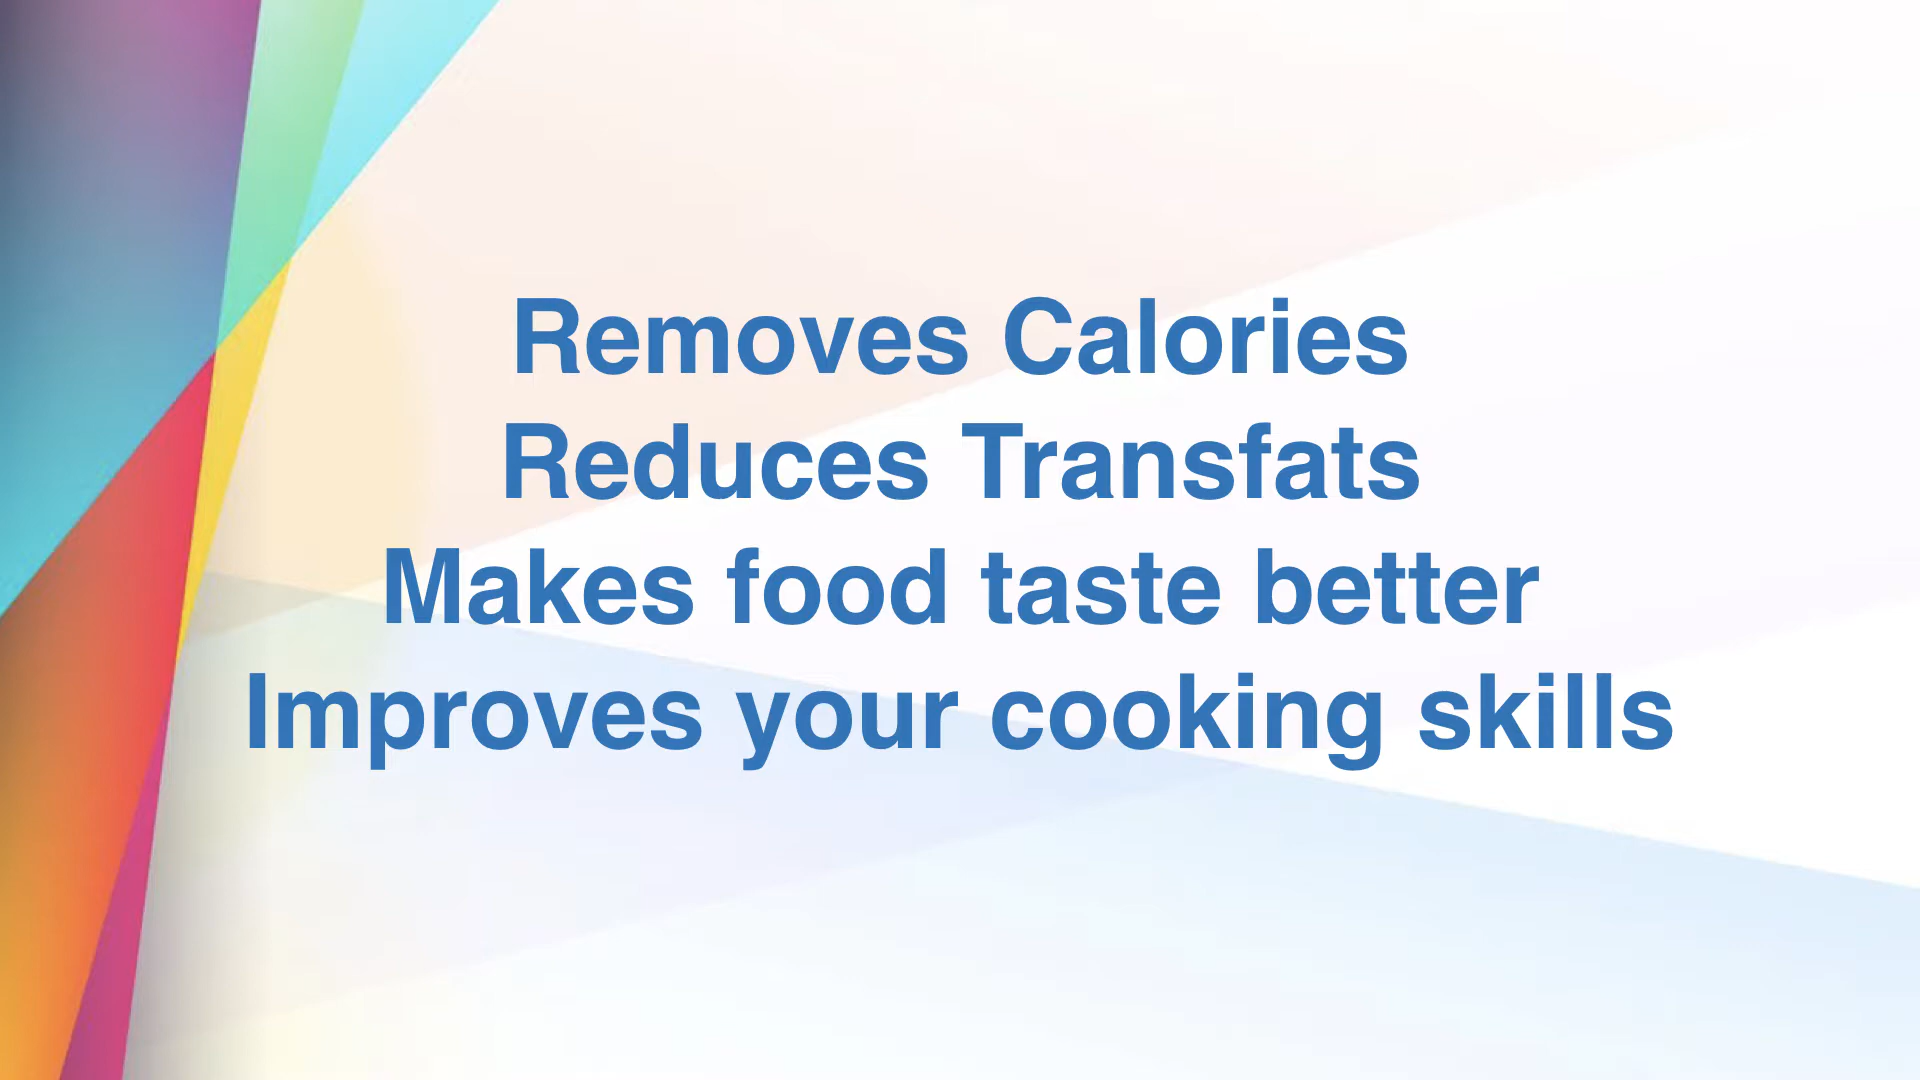 Removes Calories
Reduces Transfats
Makes food taste better
Improves your cooking skills